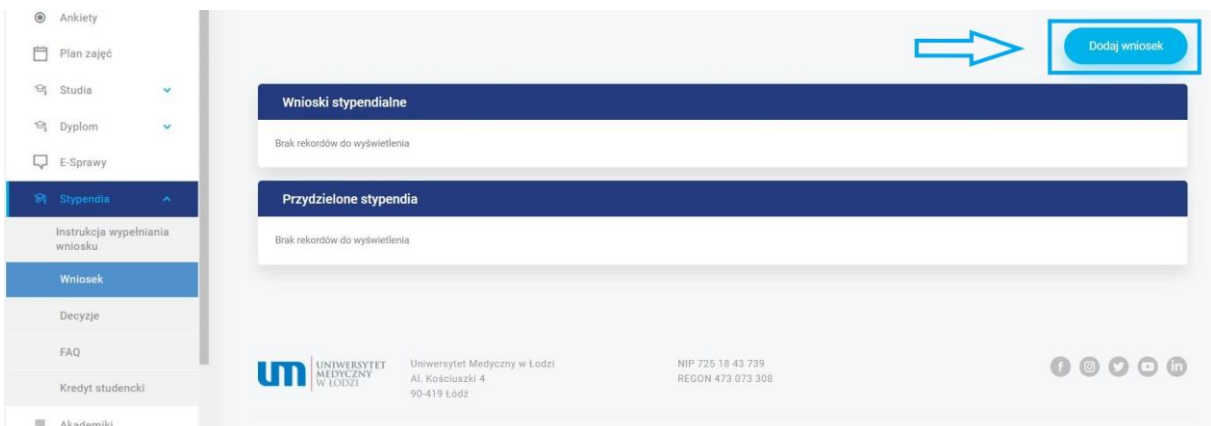 Ankiety
Plan zajęć
Studia
Dyplom
E-Sprawy
Stypendia
Instrukcja wypełniania
wniosku
Wniosek
Decyzje
FAQ
Kredyt studencki
Akademiki
Dodaj wniosek
Wnioski stypendialne
Brak rekordów do wyświetlenia
Przydzielone stypendia
Brak rekordów do wyświetlenia
um
UNIWERSYTET
MEDYCZNY
W ŁODZI
Uniwersytet Medyczny w Łodzi
Al. Kościuszki 4
90-419 Łódź
NIP 725 18 43 739
REGON 473 073 308